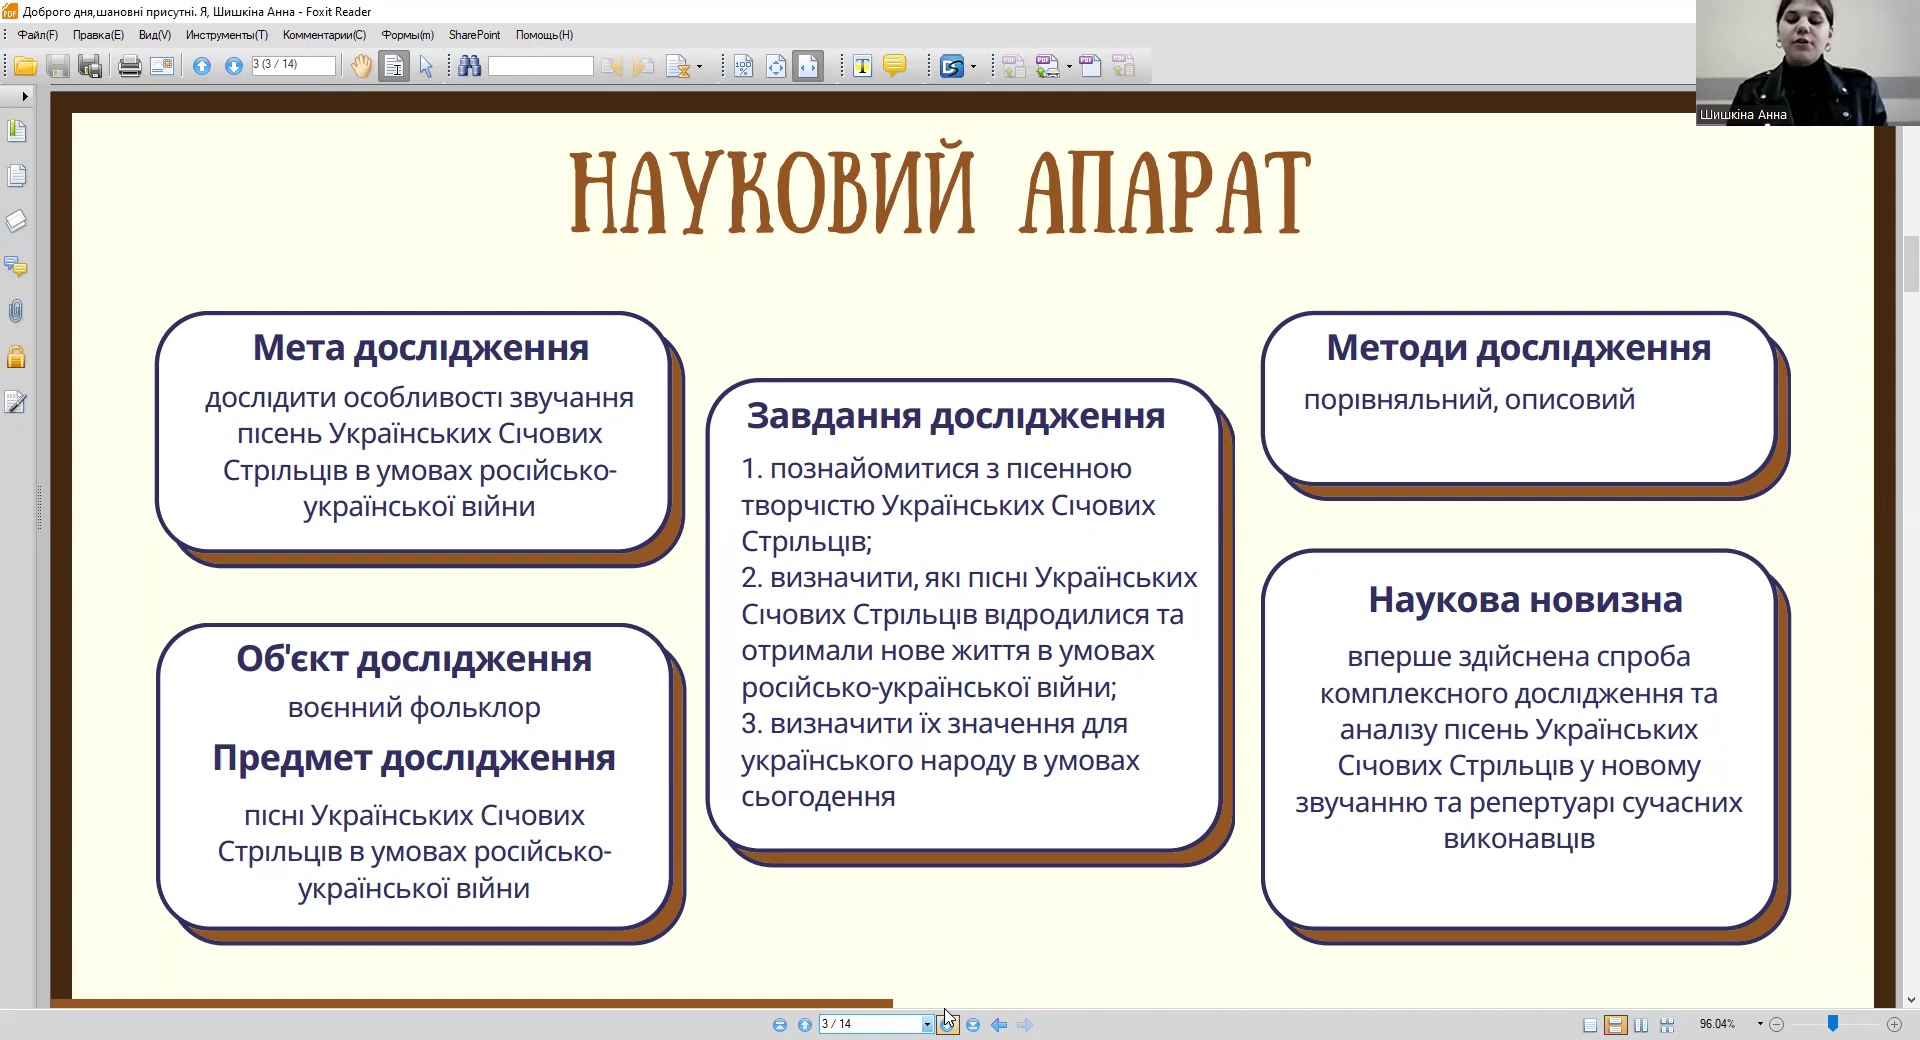 Доброго дня,шановні присутні. Я, Шишкіна Анна - Foxit Reader
Файл(F) Правка(E) Вид(V) Инструменты(T) Комментарии(C) Формы(m) SharePoint Помощь(H)
3 (3 / 14)
Шишкіна Анна
НАУКОВИЙ АПАРАТ
Мета дослідження
дослідити особливості звучання
пісень Українських Січових
Стрільців в умовах російсько-
української війни
Об'єкт дослідження
воєнний фольклор
Предмет дослідження
пісні Українських Січових
Стрільців в умовах російсько-
української війни
Завдання дослідження
1. познайомитися з пісенною
творчістю Українських Січових
Стрільців;
2. визначити, які пісні Українських
Січових Стрільців відродилися та
отримали нове життя в умовах
російсько-української війни;
3. визначити їх значення для
українського народу в умовах
сьогодення
Методи дослідження
порівняльний, описовий
Наукова новизна
вперше здійснена спроба
комплексного дослідження та
аналізу пісень Українських
Січових Стрільців у новому
звучанню та репертуарі сучасних
виконавців
3 / 14
96.04%